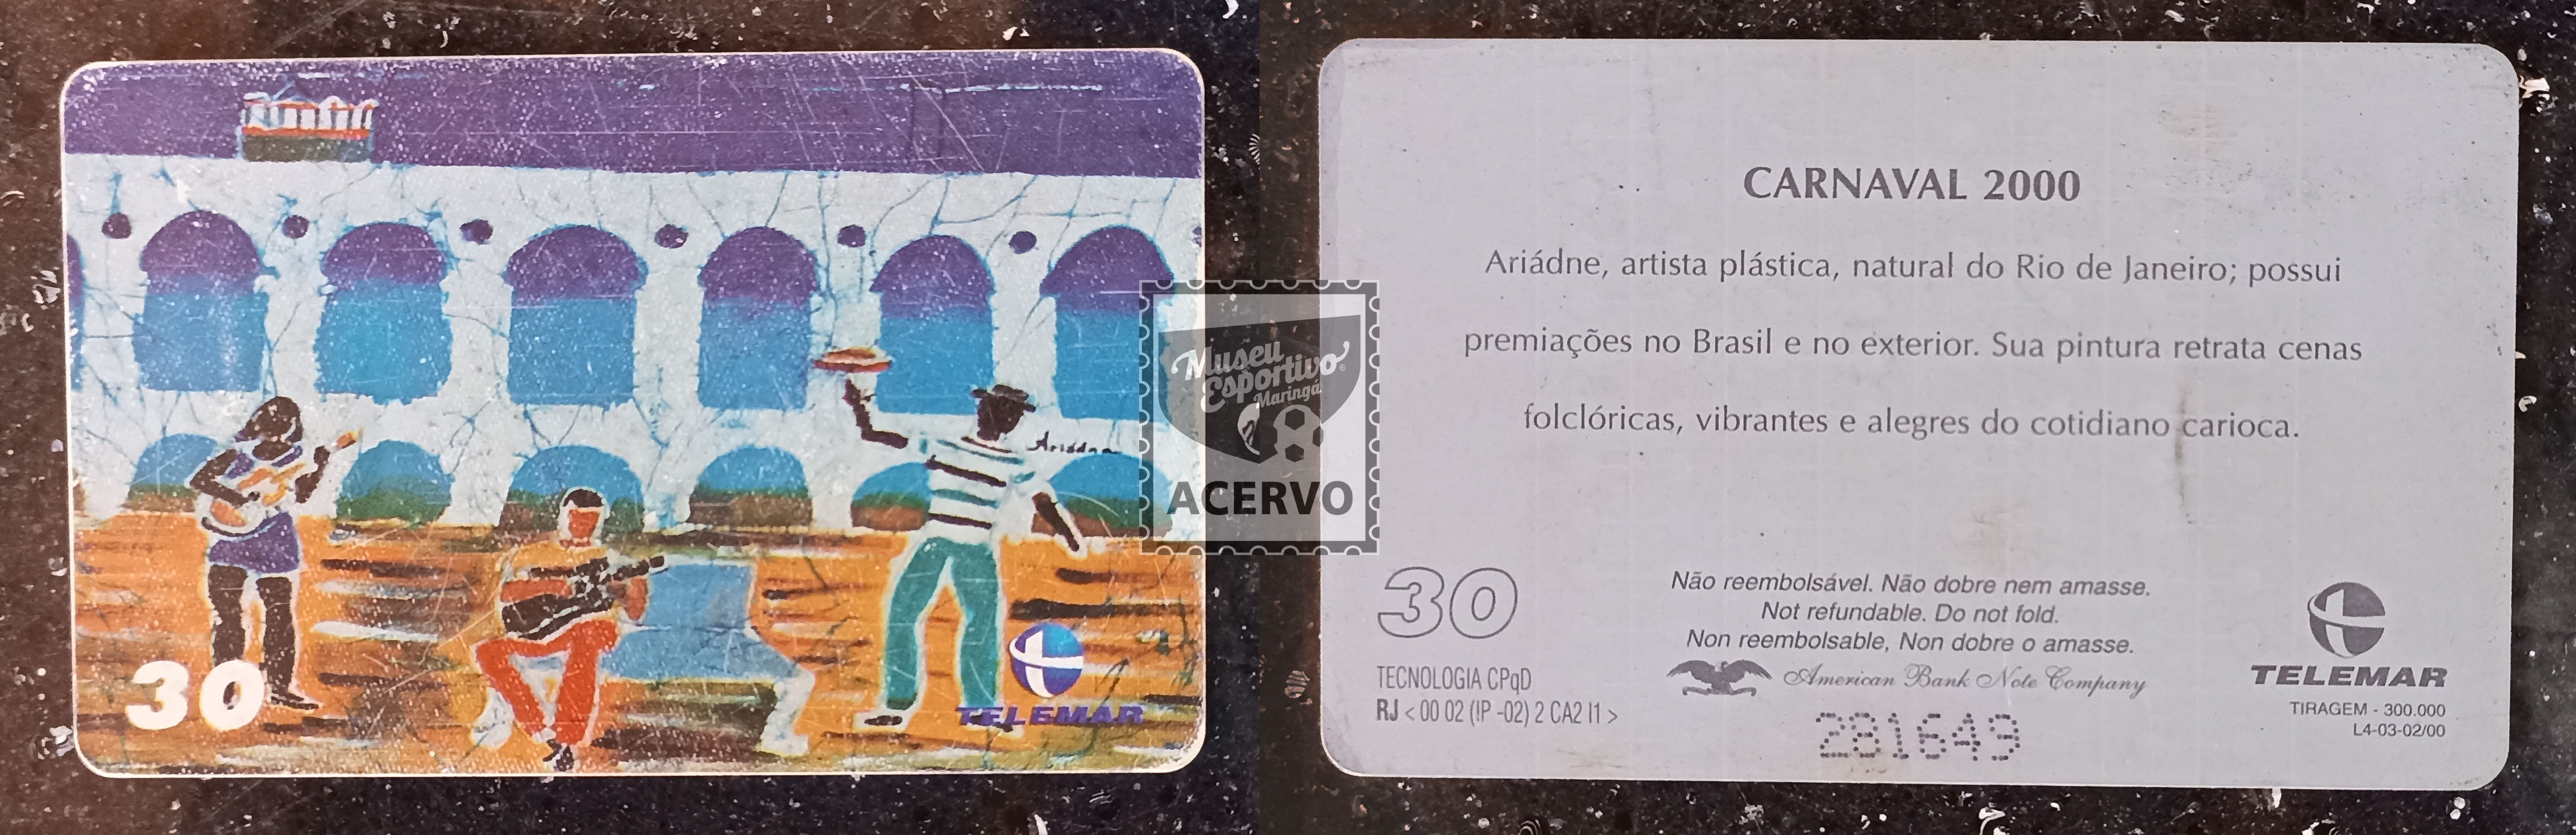 Ariádne
30
TELEMAR
Museu
Esportivo
Maringá
ACERVO
CARNAVAL 2000
Ariádne, artista plástica, natural do Rio de Janeiro; possui
premiações no Brasil e no exterior. Sua pintura retrata cenas
folclóricas, vibrantes e alegres do cotidiano carioca.
30
Não reembolsável. Não dobre nem amasse.
Not refundable. Do not fold.
Non reembolsable, Non dobre o amasse.
American Bank Note Company
TECNOLOGIA CPqD
RJ < 00 02 (!P -02) 2 CA2 I1 >
281649
TELEMAR
TIRAGEM - 300.000
L4-03-02/00